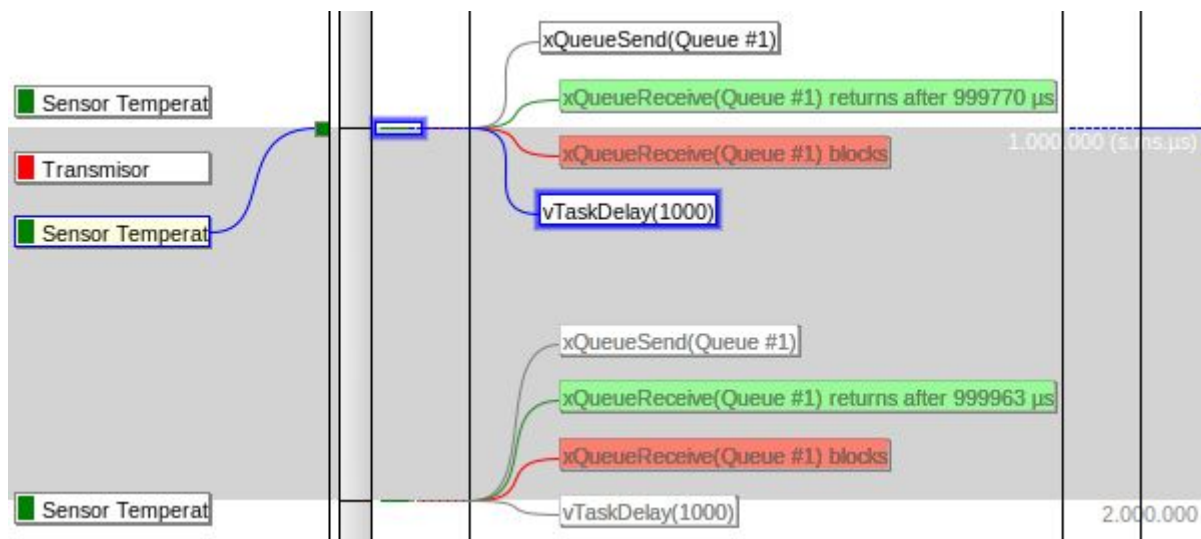 xQueueSend(Queue #1)
Sensor Temperat
xQueueReceive(Queue #1) returns after 999770 µs
1.000.000 (s.ms.µs)
xQueueReceive(Queue #1) blocks
Transmisor
vTaskDelay(1000)
Sensor Temperat
xQueueSend(Queue #1)
xQueueReceive(Queue #1) returns after 999963 µs
xQueueReceive(Queue #1) blocks
Sensor Temperat
vTaskDelay(1000)
2.000.000